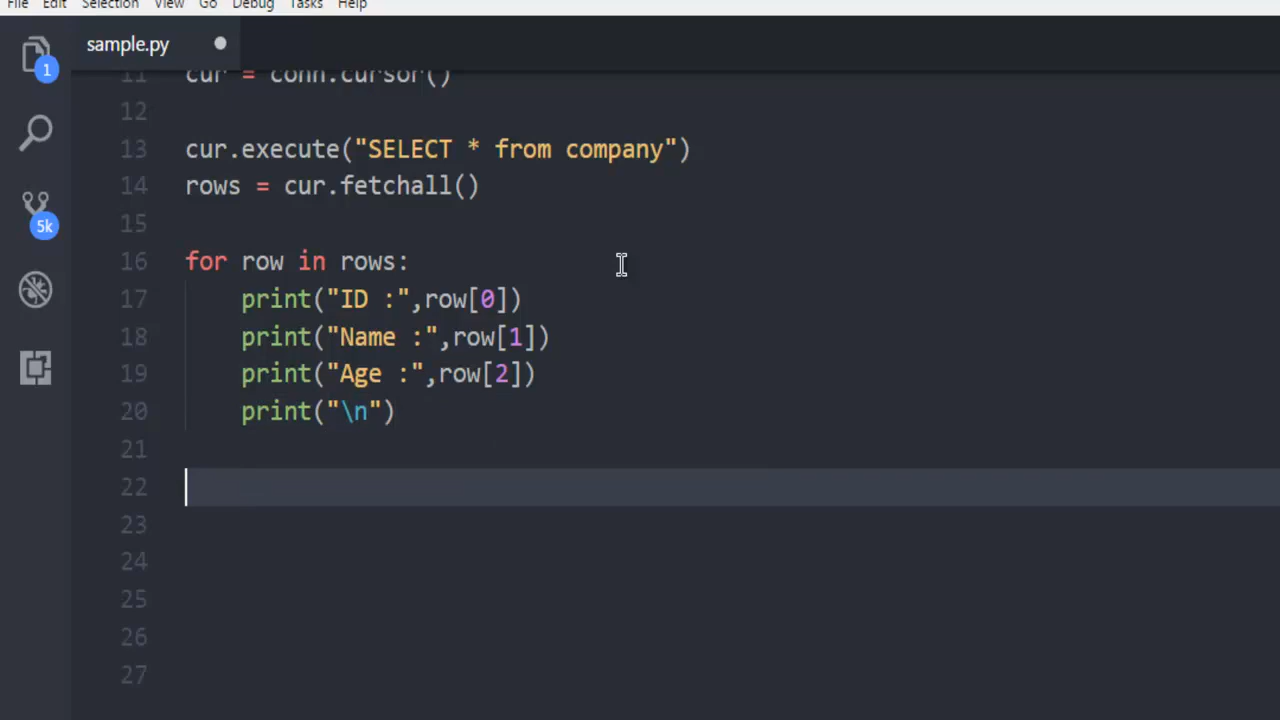 File Edit Selection View Go Debug Tasks Help
sample.py
1
5k
11 cur = conn.cursor()
12
13 cur.execute("SELECT * from company")
14 rows = cur.fetchall()
15
16 for row in rows:
17 print("ID :",row[0])
18 print("Name :",row[1])
19 print("Age :",row[2])
20 print("\n")
21
22
23
24
25
26
27